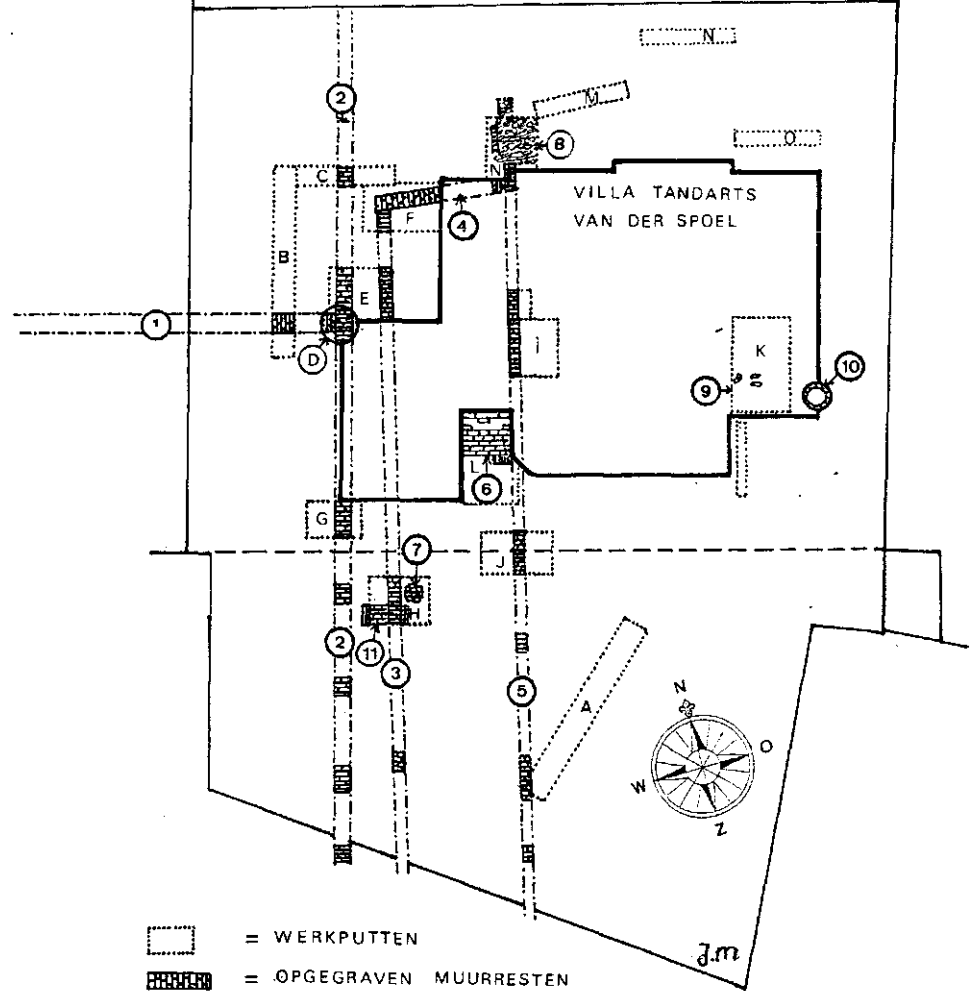 N
M
2
O
8
C
N
VILLA TANDARTS
VAN DER SPOEL
4
F
B
E
1
D
i
K
9
10
L
6
G
7
J
H
11
2
3
5
A
N
O
W
Z
J.M
= WERKPUTTEN
= OPGEGRAVEN MUURRESTEN